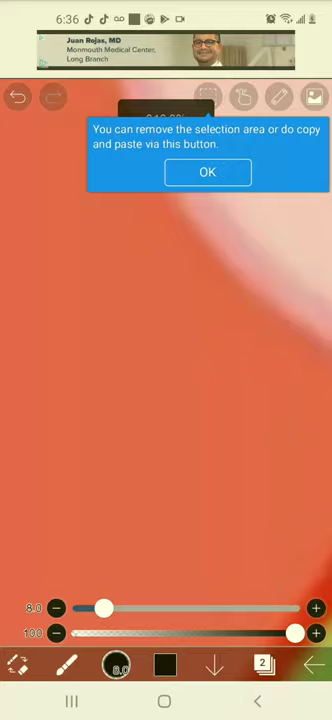 6:36
Juan Rojas, MD
Monmouth Medical Center,
Long Branch
You can remove the selection area or do copy
and paste via this button.
OK
8.0
100
8.0
2